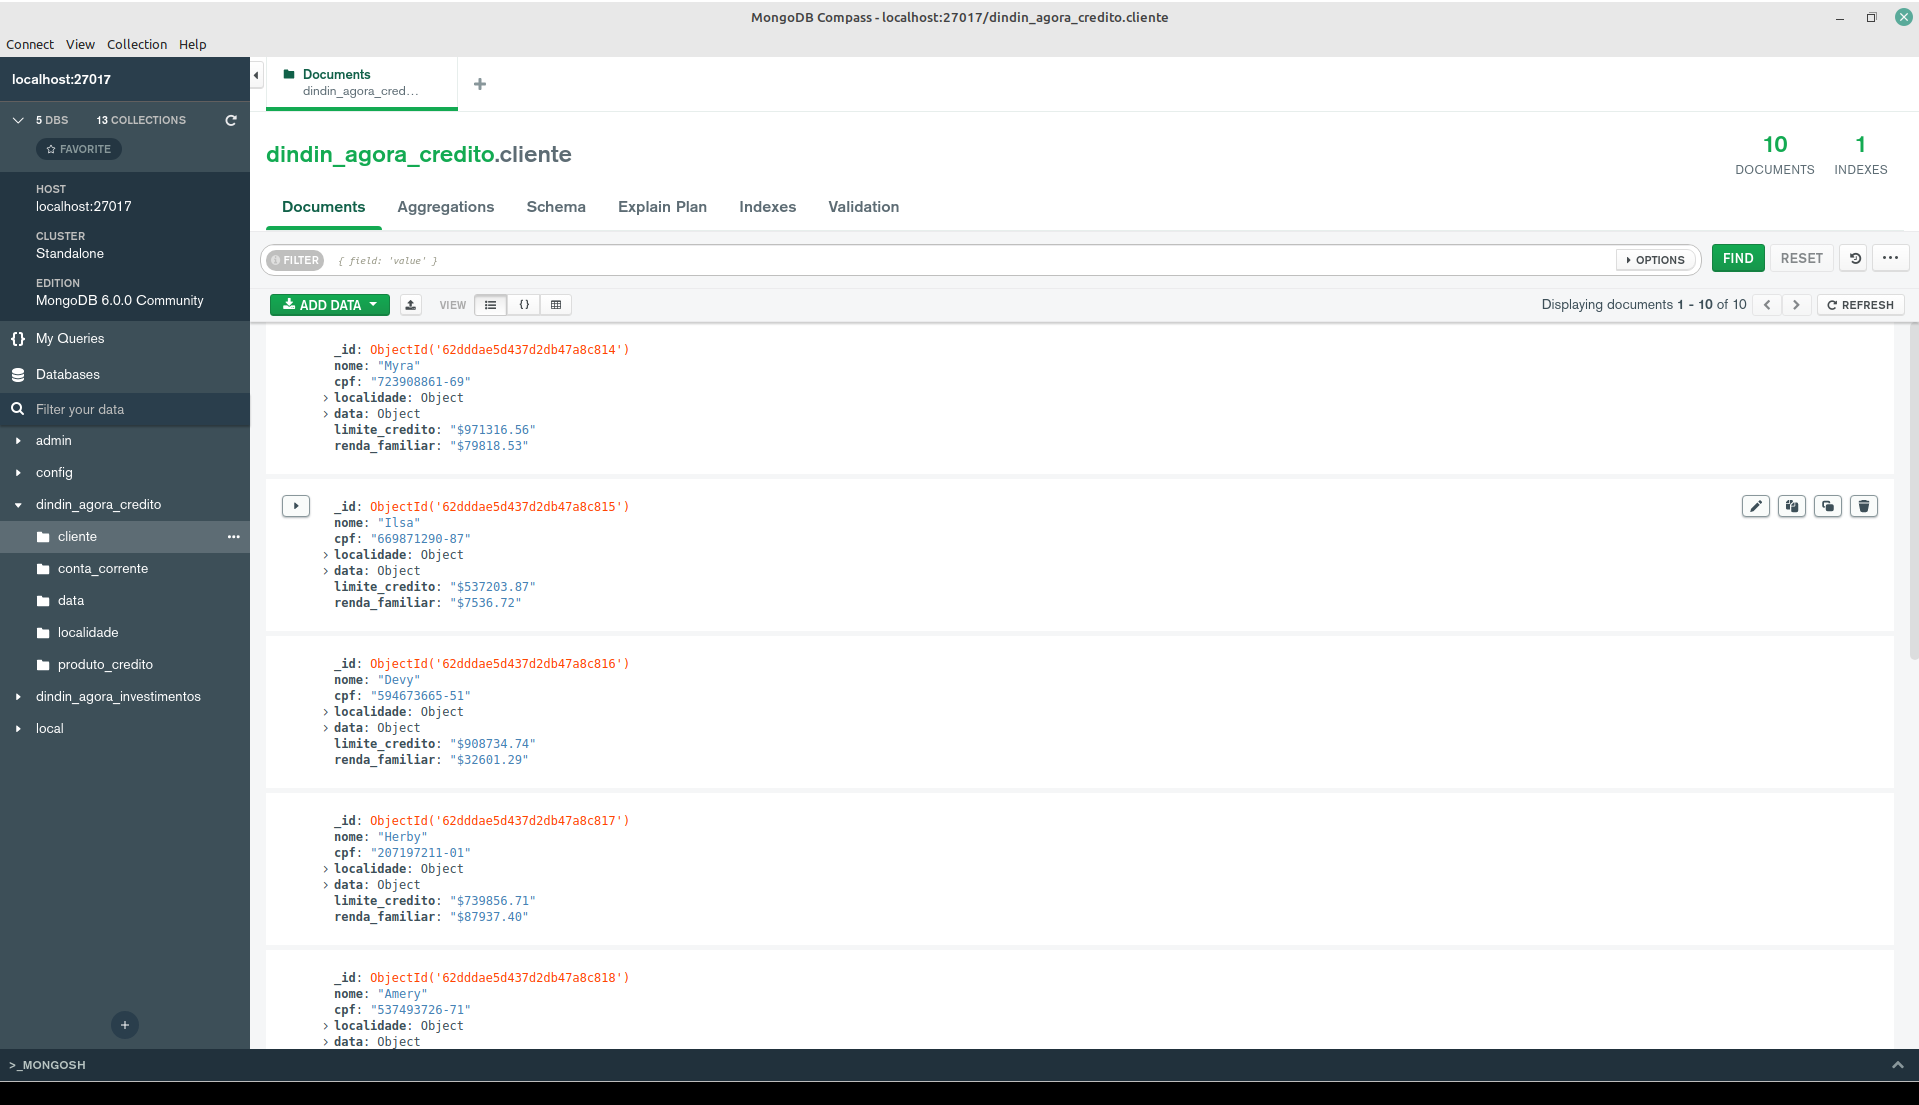 MongoDB Compass - localhost:27017/dindin_agora_credito.cliente
Connect View Collection Help
localhost:27017
5 DBS 13 COLLECTIONS
FAVORITE
HOST
localhost:27017
CLUSTER
Standalone
EDITION
MongoDB 6.0.0 Community
My Queries
Databases
Filter your data
admin
config
dindin_agora_credito
cliente
conta_corrente
data
localidade
produto_credito
dindin_agora_investimentos
local
Documents
dindin_agora_cred...
dindin_agora_credito.cliente
10
DOCUMENTS
1
INDEXES
Documents Aggregations Schema Explain Plan Indexes Validation
FILTER { field: 'value' } OPTIONS FIND RESET
ADD DATA VIEW {} Displaying documents 1 - 10 of 10 REFRESH
_id: ObjectId('62dddae5d437d2db47a8c814')
nome: "Myra"
cpf: "723908861-69"
localidade: Object
data: Object
limite_credito: "$971316.56"
renda_familiar: "$79818.53"
_id: ObjectId('62dddae5d437d2db47a8c815')
nome: "Ilsa"
cpf: "669871290-87"
localidade: Object
data: Object
limite_credito: "$537203.87"
renda_familiar: "$7536.72"
_id: ObjectId('62dddae5d437d2db47a8c816')
nome: "Devy"
cpf: "594673665-51"
localidade: Object
data: Object
limite_credito: "$908734.74"
renda_familiar: "$32601.29"
_id: ObjectId('62dddae5d437d2db47a8c817')
nome: "Herby"
cpf: "207197211-01"
localidade: Object
data: Object
limite_credito: "$739856.71"
renda_familiar: "$87937.40"
_id: ObjectId('62dddae5d437d2db47a8c818')
nome: "Amery"
cpf: "537493726-71"
localidade: Object
data: Object
>_MONGOSH